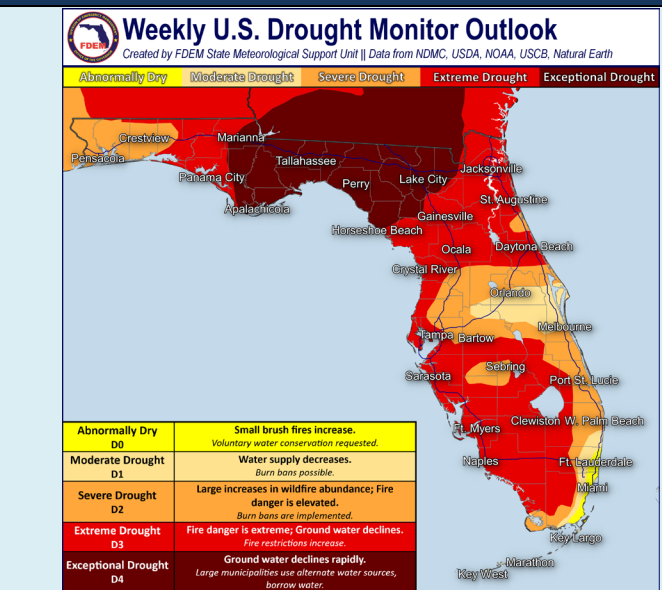 Weekly U.S. Drought Monitor Outlook
FDEM
Created by FDEM State Meteorological Support Unit || Data from NDMC, USDA, NOAA, USCB, Natural Earth
Abnormally Dry Moderate Drought Severe Drought Extreme Drought Exceptional Drought
Crestview
Marianna
Pensacola
Tallahassee
Jacksonville
Panama City
Perry
Lake City
St. Augustine
Apalachicola
Gainesville
Horseshoe Beach
Ocala
Daytona Beach
Crystal River
Orlando
Melbourne
Tampa
Bartow
Sebring
Sarasota
Port St. Lucie
Clewiston
W. Palm Beach
Ft. Myers
Naples
Ft. Lauderdale
Miami
Key Largo
Marathon
Key West
Abnormally Dry
D0
Small brush fires increase.
Voluntary water conservation requested.
Moderate Drought
D1
Water supply decreases.
Burn bans possible.
Severe Drought
D2
Large increases in wildfire abundance; Fire
danger is elevated.
Burn bans are implemented.
Extreme Drought
D3
Fire danger is extreme; Ground water declines.
Fire restrictions increase.
Exceptional Drought
D4
Ground water declines rapidly.
Large municipalities use alternate water sources,
borrow water.